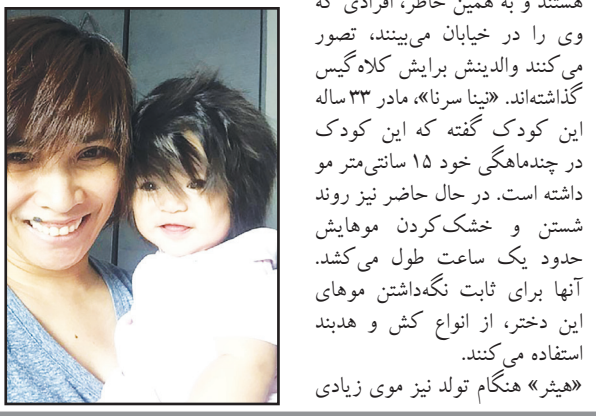 هستند و به همین خاطر، افرادی که
وی را در خیابان می‌بینند، تصور
می‌کنند والدینش برایش کلاه‌گیس
گذاشته‌اند. «نینا سرنا»، مادر ۳۳ ساله
این کودک گفته که این کودک
در چندماهگی خود ۱۵ سانتی‌متر مو
داشته است. در حال حاضر نیز روند
شستن و خشک‌کردن موهایش
حدود یک ساعت طول می‌کشد.
آنها برای ثابت نگه‌داشتن موهای
این دختر، از انواع کش و هدبند
استفاده می‌کنند.
«هیثر» هنگام تولد نیز موی زیادی